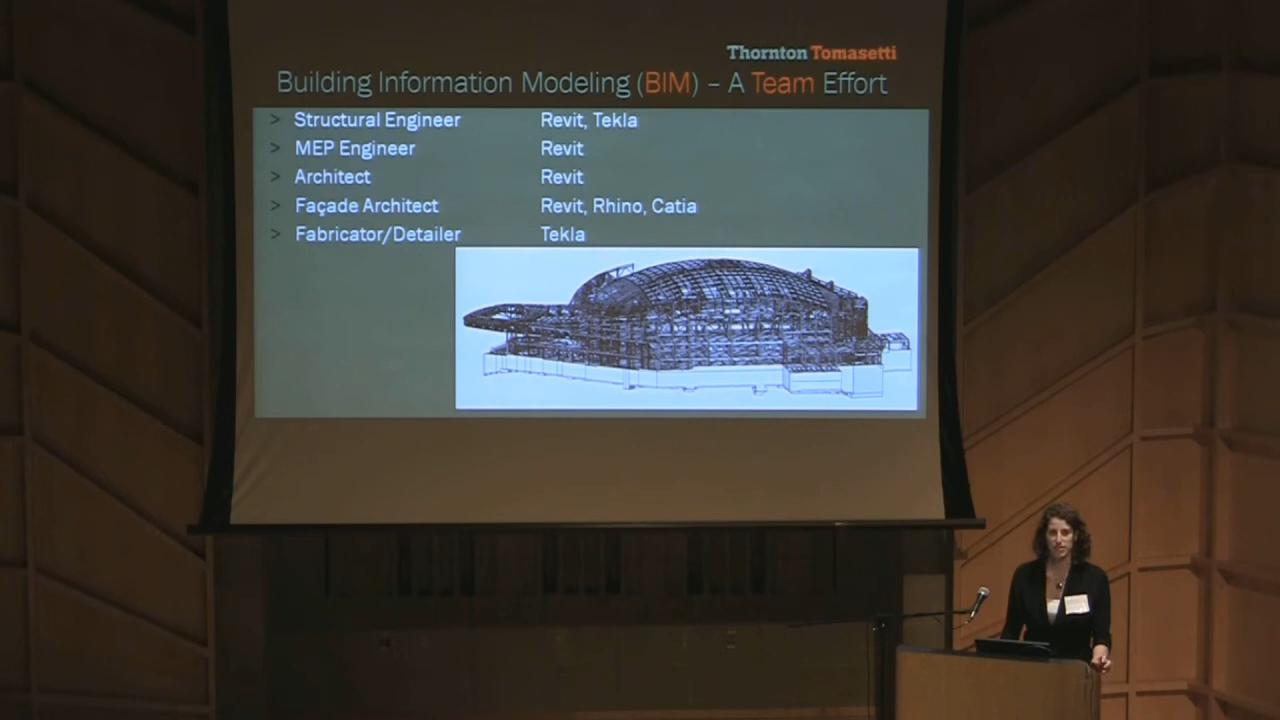 Thornton Tomasetti
Building Information Modeling (BIM) – A Team Effort
> Structural Engineer Revit, Tekla
> MEP Engineer Revit
> Architect Revit
> Façade Architect Revit, Rhino, Catia
> Fabricator/Detailer Tekla